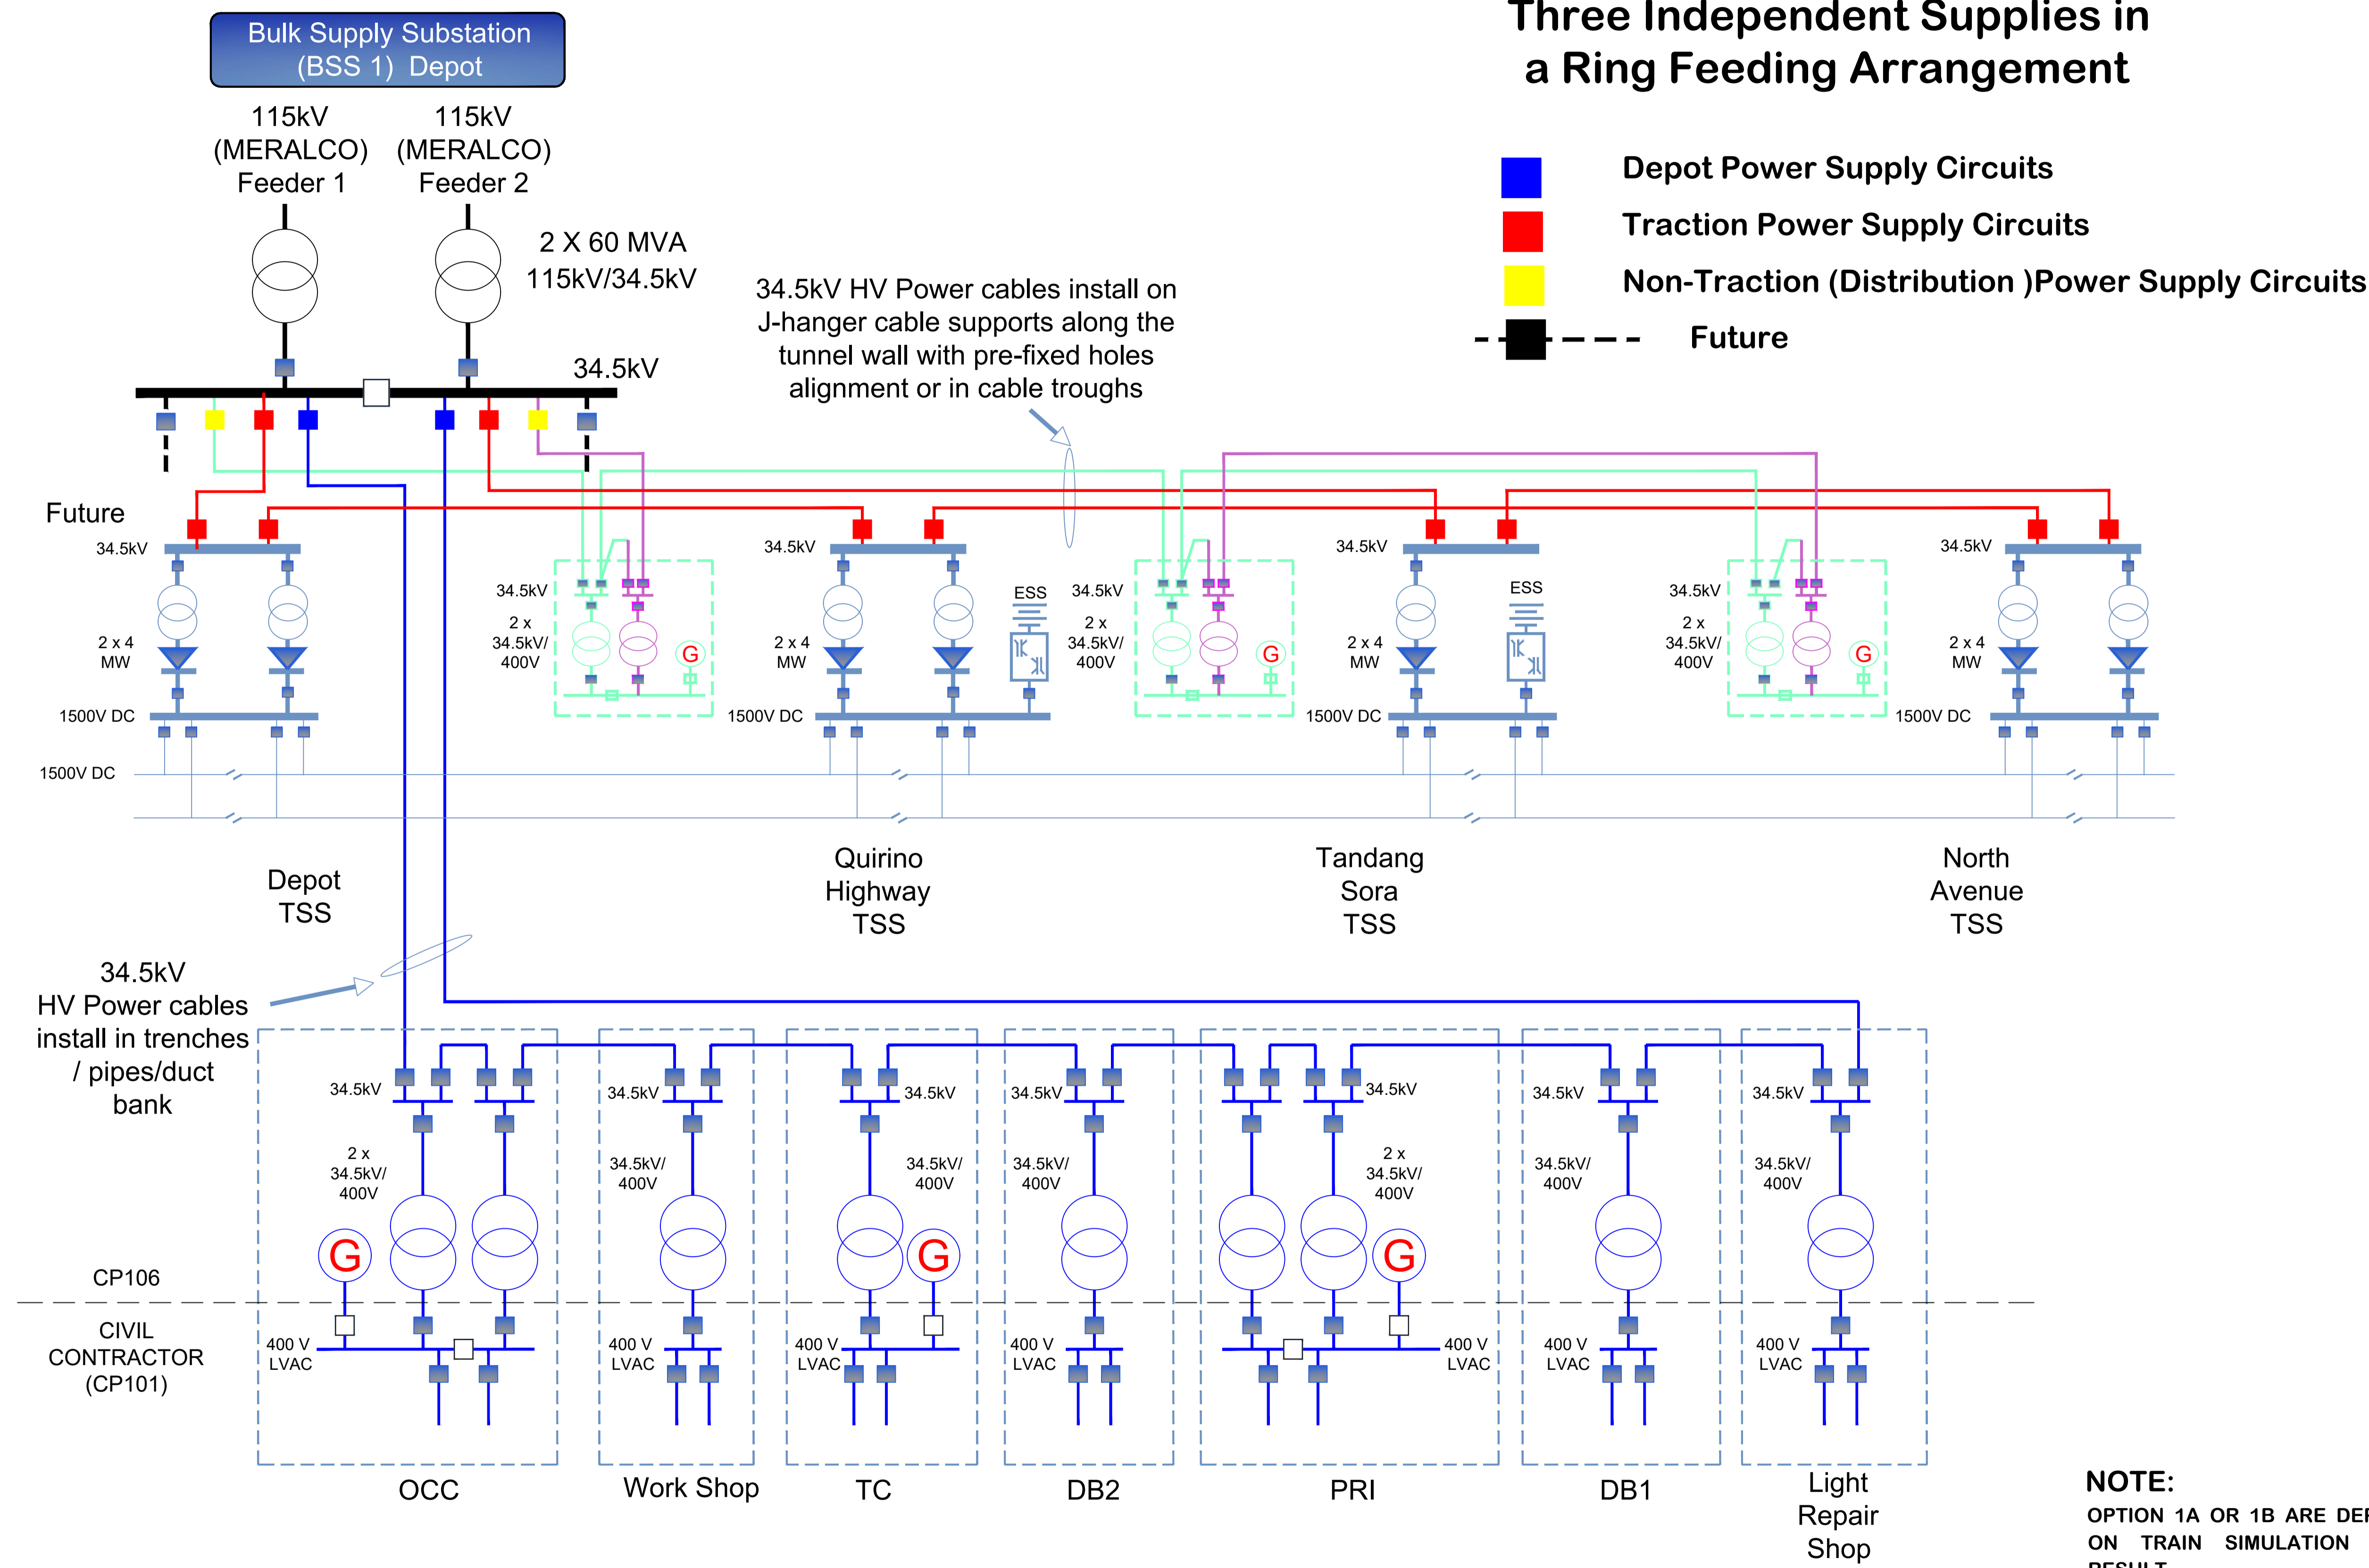 Three Independent Supplies in
a Ring Feeding Arrangement
Bulk Supply Substation
(BSS 1) Depot
115kV
(MERALCO)
Feeder 1
115kV
(MERALCO)
Feeder 2
2 X 60 MVA
115kV/34.5kV
34.5kV
Depot Power Supply Circuits
Traction Power Supply Circuits
Non-Traction (Distribution )Power Supply Circuits
Future
34.5kV HV Power cables install on
J-hanger cable supports along the
tunnel wall with pre-fixed holes
alignment or in cable troughs
Future
34.5kV
2 x 4
MW
1500V DC
1500V DC
34.5kV
2 x
34.5kV/
400V
G
34.5kV
2 x 4
MW
ESS
1500V DC
34.5kV
2 x
34.5kV/
400V
G
34.5kV
2 x 4
MW
ESS
1500V DC
34.5kV
2 x
34.5kV/
400V
G
34.5kV
2 x 4
MW
1500V DC
Depot
TSS
Quirino
Highway
TSS
Tandang
Sora
TSS
North
Avenue
TSS
34.5kV
HV Power cables
install in trenches
/ pipes/duct
bank
34.5kV
2 x
34.5kV/
400V
G
400 V
LVAC
34.5kV
34.5kV/
400V
400 V
LVAC
34.5kV
34.5kV/
400V
G
400 V
LVAC
34.5kV
34.5kV/
400V
400 V
LVAC
34.5kV
2 x
34.5kV/
400V
G
400 V
LVAC
34.5kV
34.5kV/
400V
400 V
LVAC
34.5kV
34.5kV/
400V
400 V
LVAC
CP106
CIVIL
CONTRACTOR
(CP101)
OCC
Work Shop
TC
DB2
PRI
DB1
Light
Repair
Shop
NOTE:
OPTION 1A OR 1B ARE
ON TRAIN SIMULATION
RESULT